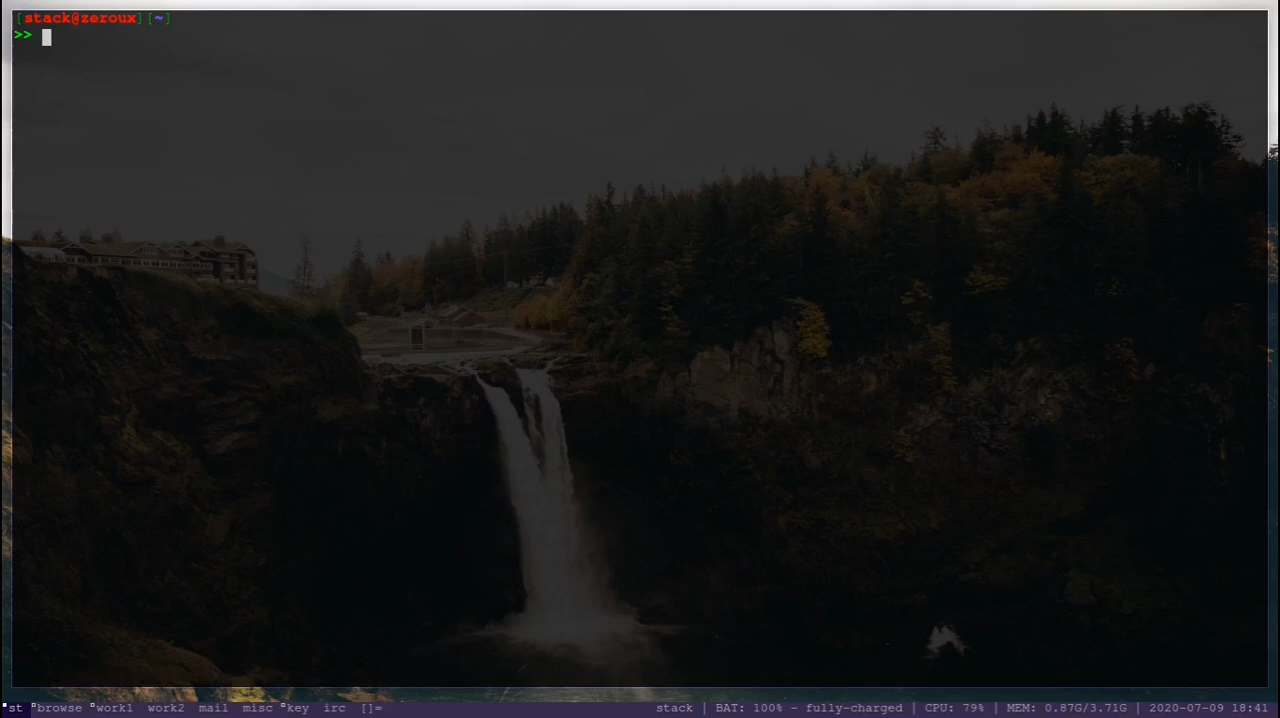 [stack@zeroux][~]
>>
st browse work1 work2 mail misc key irc []= stack | BAT: 100% - fully-charged | CPU: 79% | MEM: 0.87G/3.71G | 2020-07-09 18:41